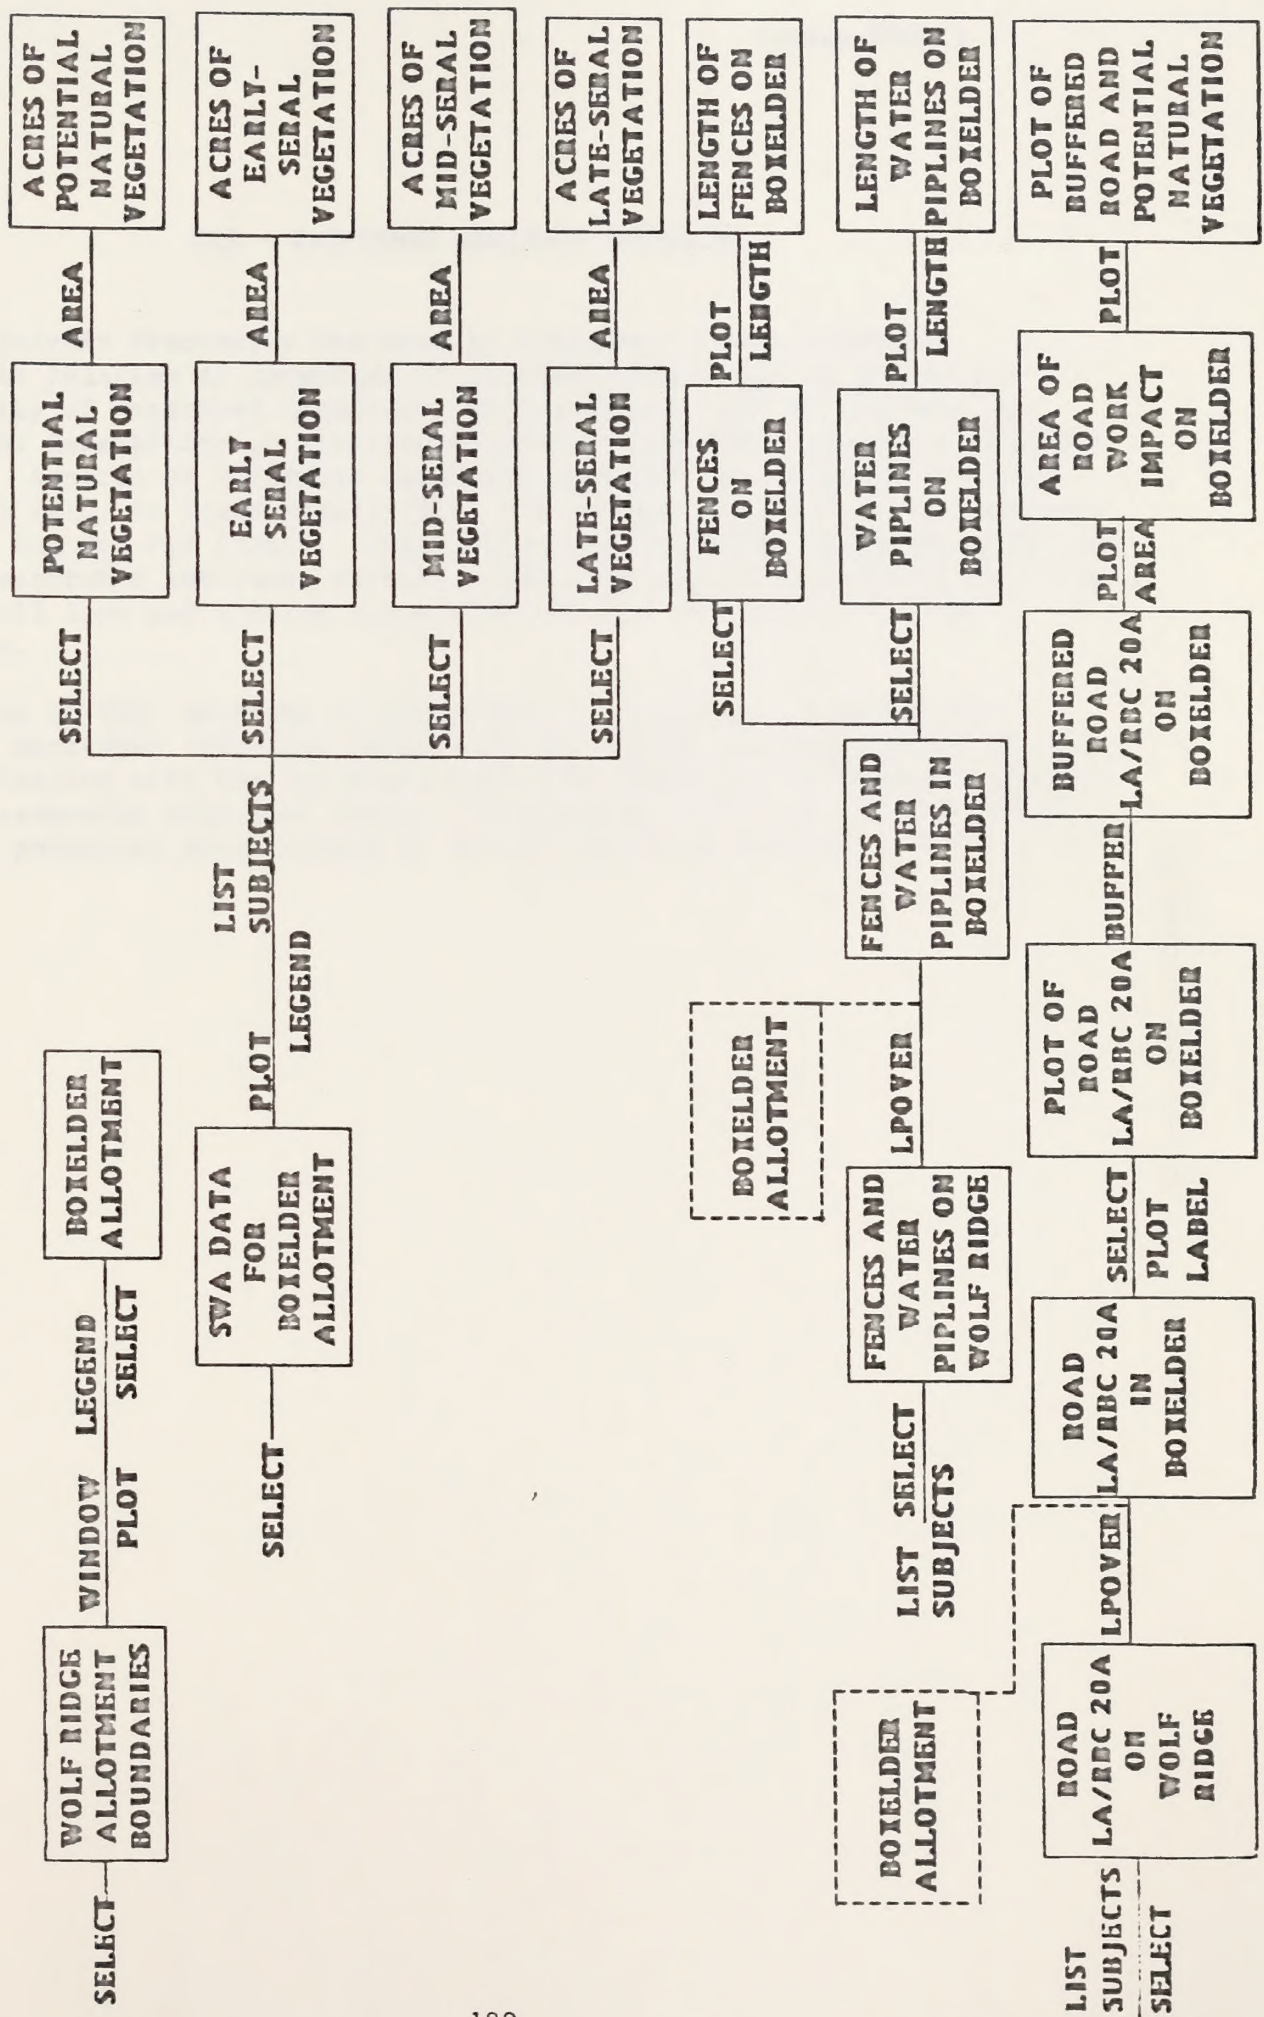 SELECT
WOLF RIDGE
ALLOTMENT
BOUNDARIES
WINDOW LEGEND
PLOT SELECT
BOXELDER
ALLOTMENT
SELECT
SWA DATA
FOR
BOXELDER
ALLOTMENT
PLOT
LEGEND
LIST
SUBJECTS
SELECT
POTENTIAL
NATURAL
VEGETATION
AREA
ACRES OF
POTENTIAL
NATURAL
VEGETATION
SELECT
EARLY
SERAL
VEGETATION
AREA
ACRES OF
EARLY-
SERAL
VEGETATION
SELECT
MID-SERAL
VEGETATION
AREA
ACRES OF
MID-SERAL
VEGETATION
SELECT
LATE-SERAL
VEGETATION
AREA
ACRES OF
LATE-SERAL
VEGETATION
LIST SELECT
SUBJECTS
FENCES AND
WATER
PIPLINES ON
WOLF RIDGE
LPOVER
BOXELDER
ALLOTMENT
FENCES AND
WATER
PIPLINES IN
BOXELDER
SELECT
FENCES
ON
BOXELDER
PLOT
LENGTH
LENGTH OF
FENCES ON
BOXELDER
SELECT
WATER
PIPLINES
ON
BOXELDER
PLOT
LENGTH
LENGTH OF
WATER
PIPLINES ON
BOXELDER
LIST
SUBJECTS
SELECT
ROAD
LA/RBC 20A
ON
WOLF
RIDGE
LPOVER
BOXELDER
ALLOTMENT
ROAD
LA/RBC 20A
IN
BOXELDER
SELECT
PLOT
LABEL
PLOT OF
ROAD
LA/RBC 20A
ON
BOXELDER
BUFFER
BUFFERED
ROAD
LA/RBC 20A
ON
BOXELDER
PLOT
AREA
AREA OF
ROAD
WORK
IMPACT
ON
BOXELDER
PLOT
PLOT OF
BUFFERED
ROAD AND
POTENTIAL
NATURAL
VEGETATION